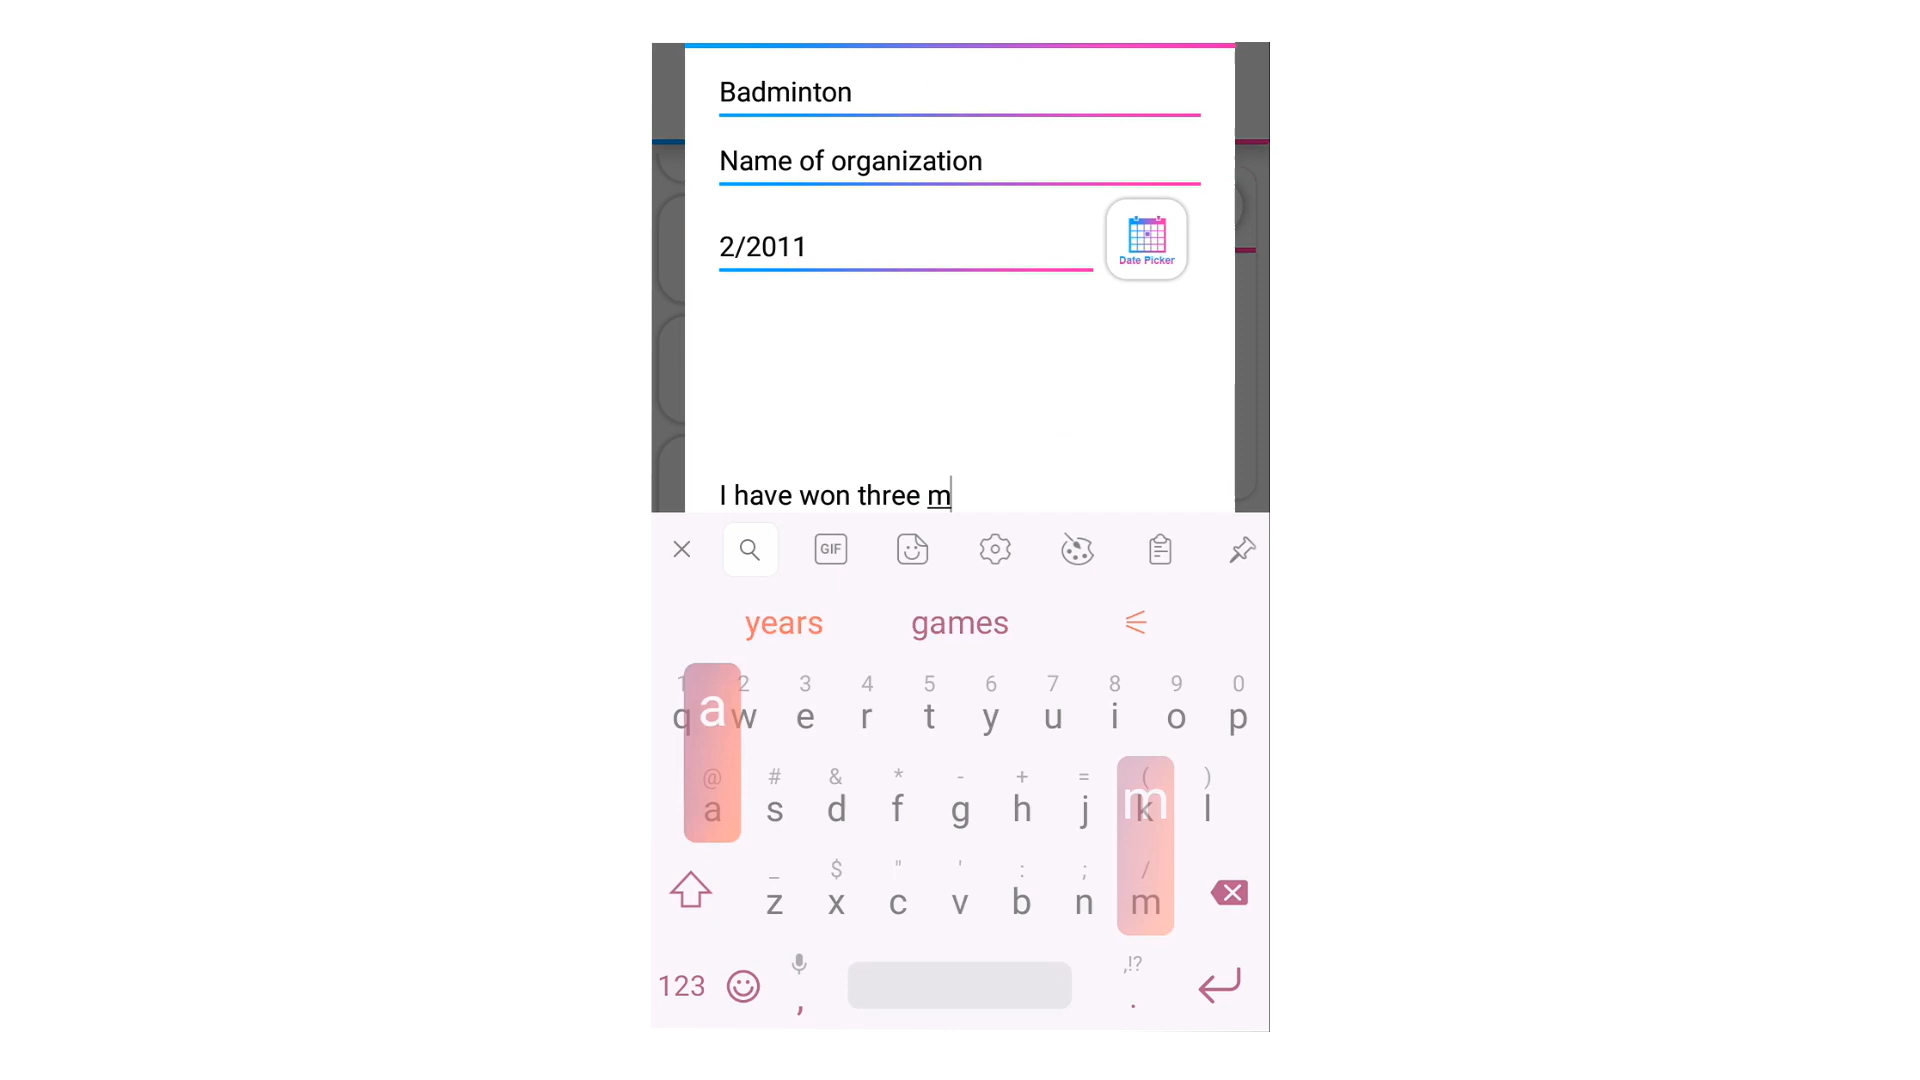 Badminton
Name of organization
2/2011
Date Picker
I have won three m
GIF
years games
1 2 3 4 5 6 7 8 9 0
q a w e r t y u i o p
@ # & * - + = ( )
a s d f g h j m k l
_ $ " ' : ; /
z x c v b n m
,!?
123 , .